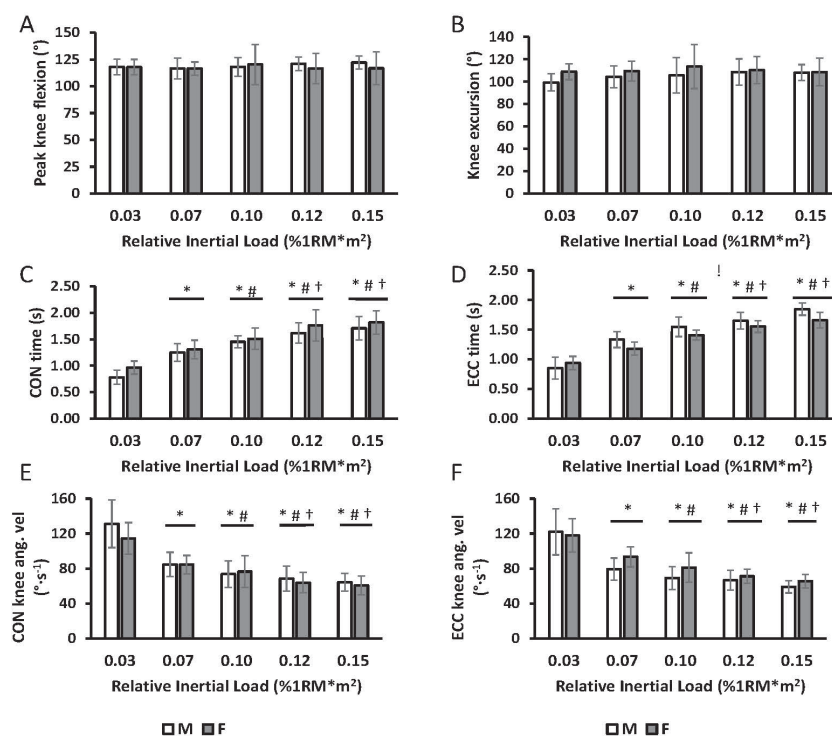 A
Peak knee flexion (°)
150
125
100
75
50
25
0
0.03 0.07 0.10 0.12 0.15
Relative Inertial Load (%1RM*m²)
B
Knee excursion (°)
140
120
100
80
60
40
20
0
0.03 0.07 0.10 0.12 0.15
Relative Inertial Load (%1RM*m²)
C
CON time (s)
2.50
2.00
1.50
1.00
0.50
0.00
* * # * # † * # †
0.03 0.07 0.10 0.12 0.15
Relative Inertial Load (%1RM*m²)
D
ECC time (s)
2.50
2.00
1.50
1.00
0.50
0.00
!
* * # * # † * # †
0.03 0.07 0.10 0.12 0.15
Relative Inertial Load (%1RM*m²)
E
CON knee ang. vel
(°·s⁻¹)
160
120
80
40
0
* * # * # † * # †
0.03 0.07 0.10 0.12 0.15
Relative Inertial Load (%1RM*m²)
F
ECC knee ang. vel
(°·s⁻¹)
160
120
80
40
0
* * # * # † * # †
0.03 0.07 0.10 0.12 0.15
Relative Inertial Load (%1RM*m²)
M F
M F